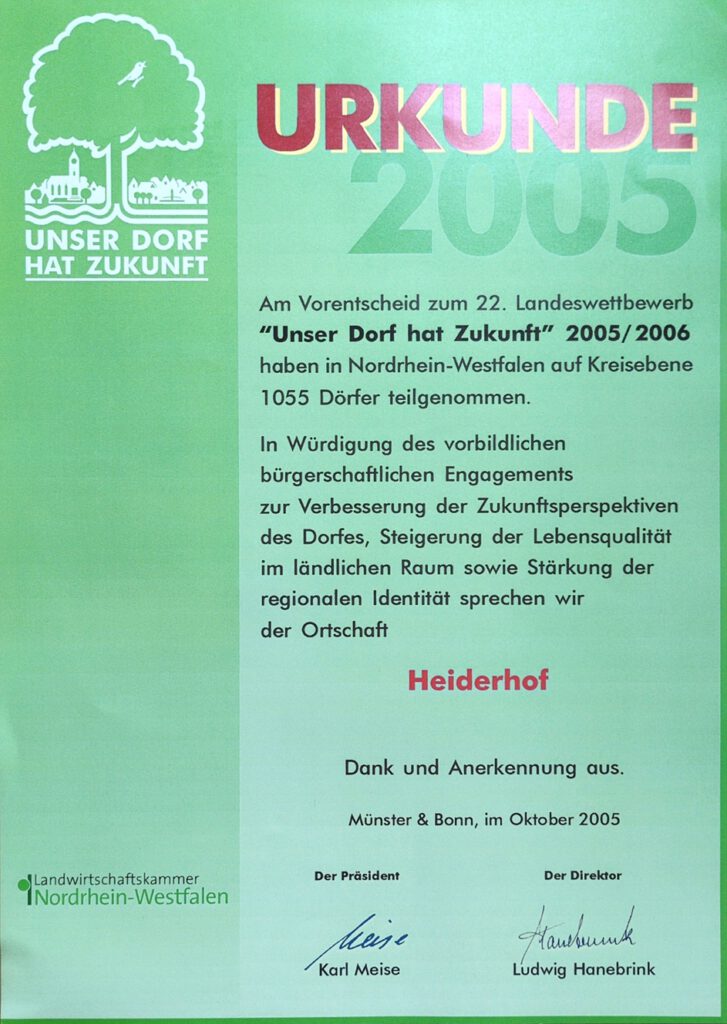 URKUNDE
2005
UNSER DORF
HAT ZUKUNFT
Am Vorentscheid zum 22. Landeswettbewerb
“Unser Dorf hat Zukunft” 2005/2006
haben in Nordrhein-Westfalen auf Kreisebene
1055 Dörfer teilgenommen.
In Würdigung des vorbildlichen
bürgerschaftlichen Engagements
zur Verbesserung der Zukunftsperspektiven
des Dorfes, Steigerung der Lebensqualität
im ländlichen Raum sowie Stärkung der
regionalen Identität sprechen wir
der Ortschaft
Heiderhof
Dank und Anerkennung aus.
Münster & Bonn, im Oktober 2005
Landwirtschaftskammer
Nordrhein-Westfalen
Der Präsident
Meise
Karl Meise
Der Direktor
Hanebrink
Ludwig Hanebrink